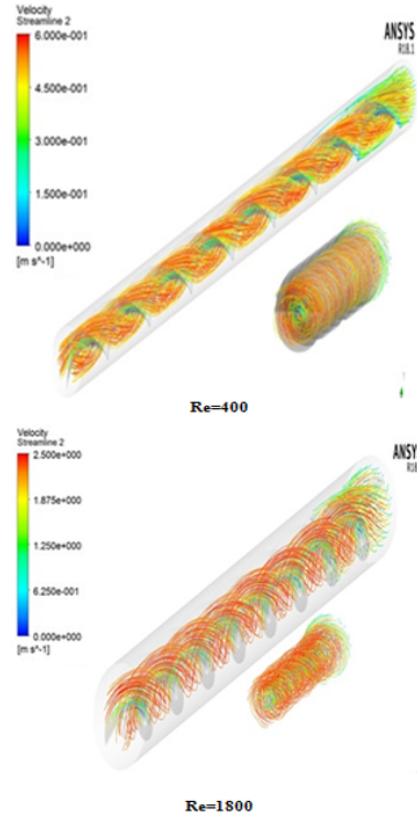 Velocity
Streamline 2
6.000e-001
4.500e-001
3.000e-001
1.500e-001
0.000e+000
[m s^-1]
ANSYS
R18.1
Re=400
Velocity
Streamline 2
2.500e+000
1.875e+000
1.250e+000
6.250e-001
0.000e+000
[m s^-1]
ANSY
R18
Re=1800